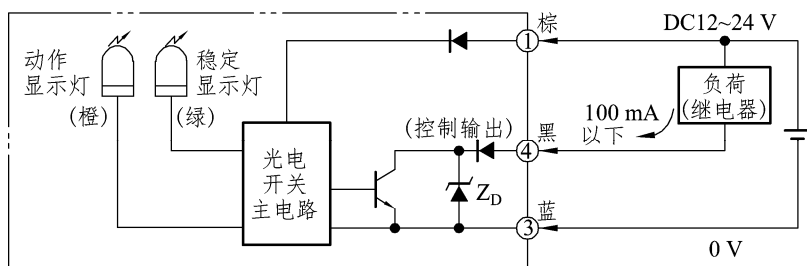 动作
显示灯
(橙)
稳定
显示灯
(绿)
光电
开关
主电路
(控制输出)
Z_D
① 棕
④ 黑
③ 蓝
DC12~24 V
负荷
(继电器)
100 mA
以下
0 V